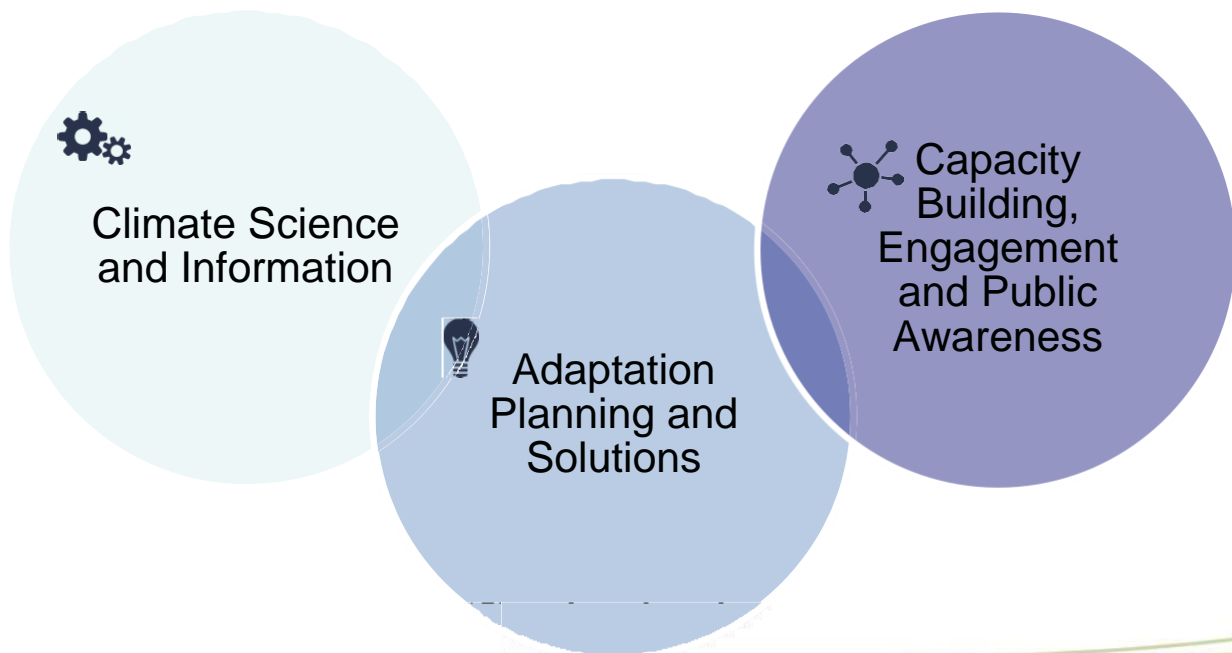 Climate Science
and Information
Adaptation
Planning and
Solutions
Capacity
Building,
Engagement
and Public
Awareness